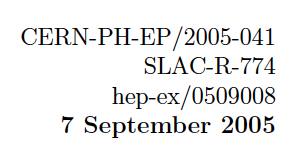 CERN-PH-EP/2005-041
SLAC-R-774
hep-ex/0509008
7 September 2005